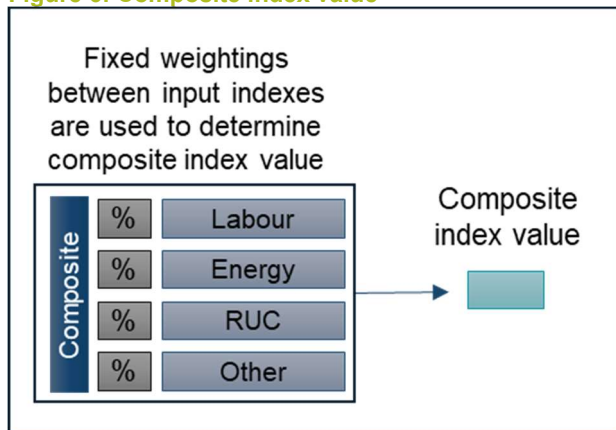 Figure 3: Composite index value
Fixed weightings
between input indexes
are used to determine
composite index value
Composite
% Labour
% Energy
% RUC
% Other
Composite
index value